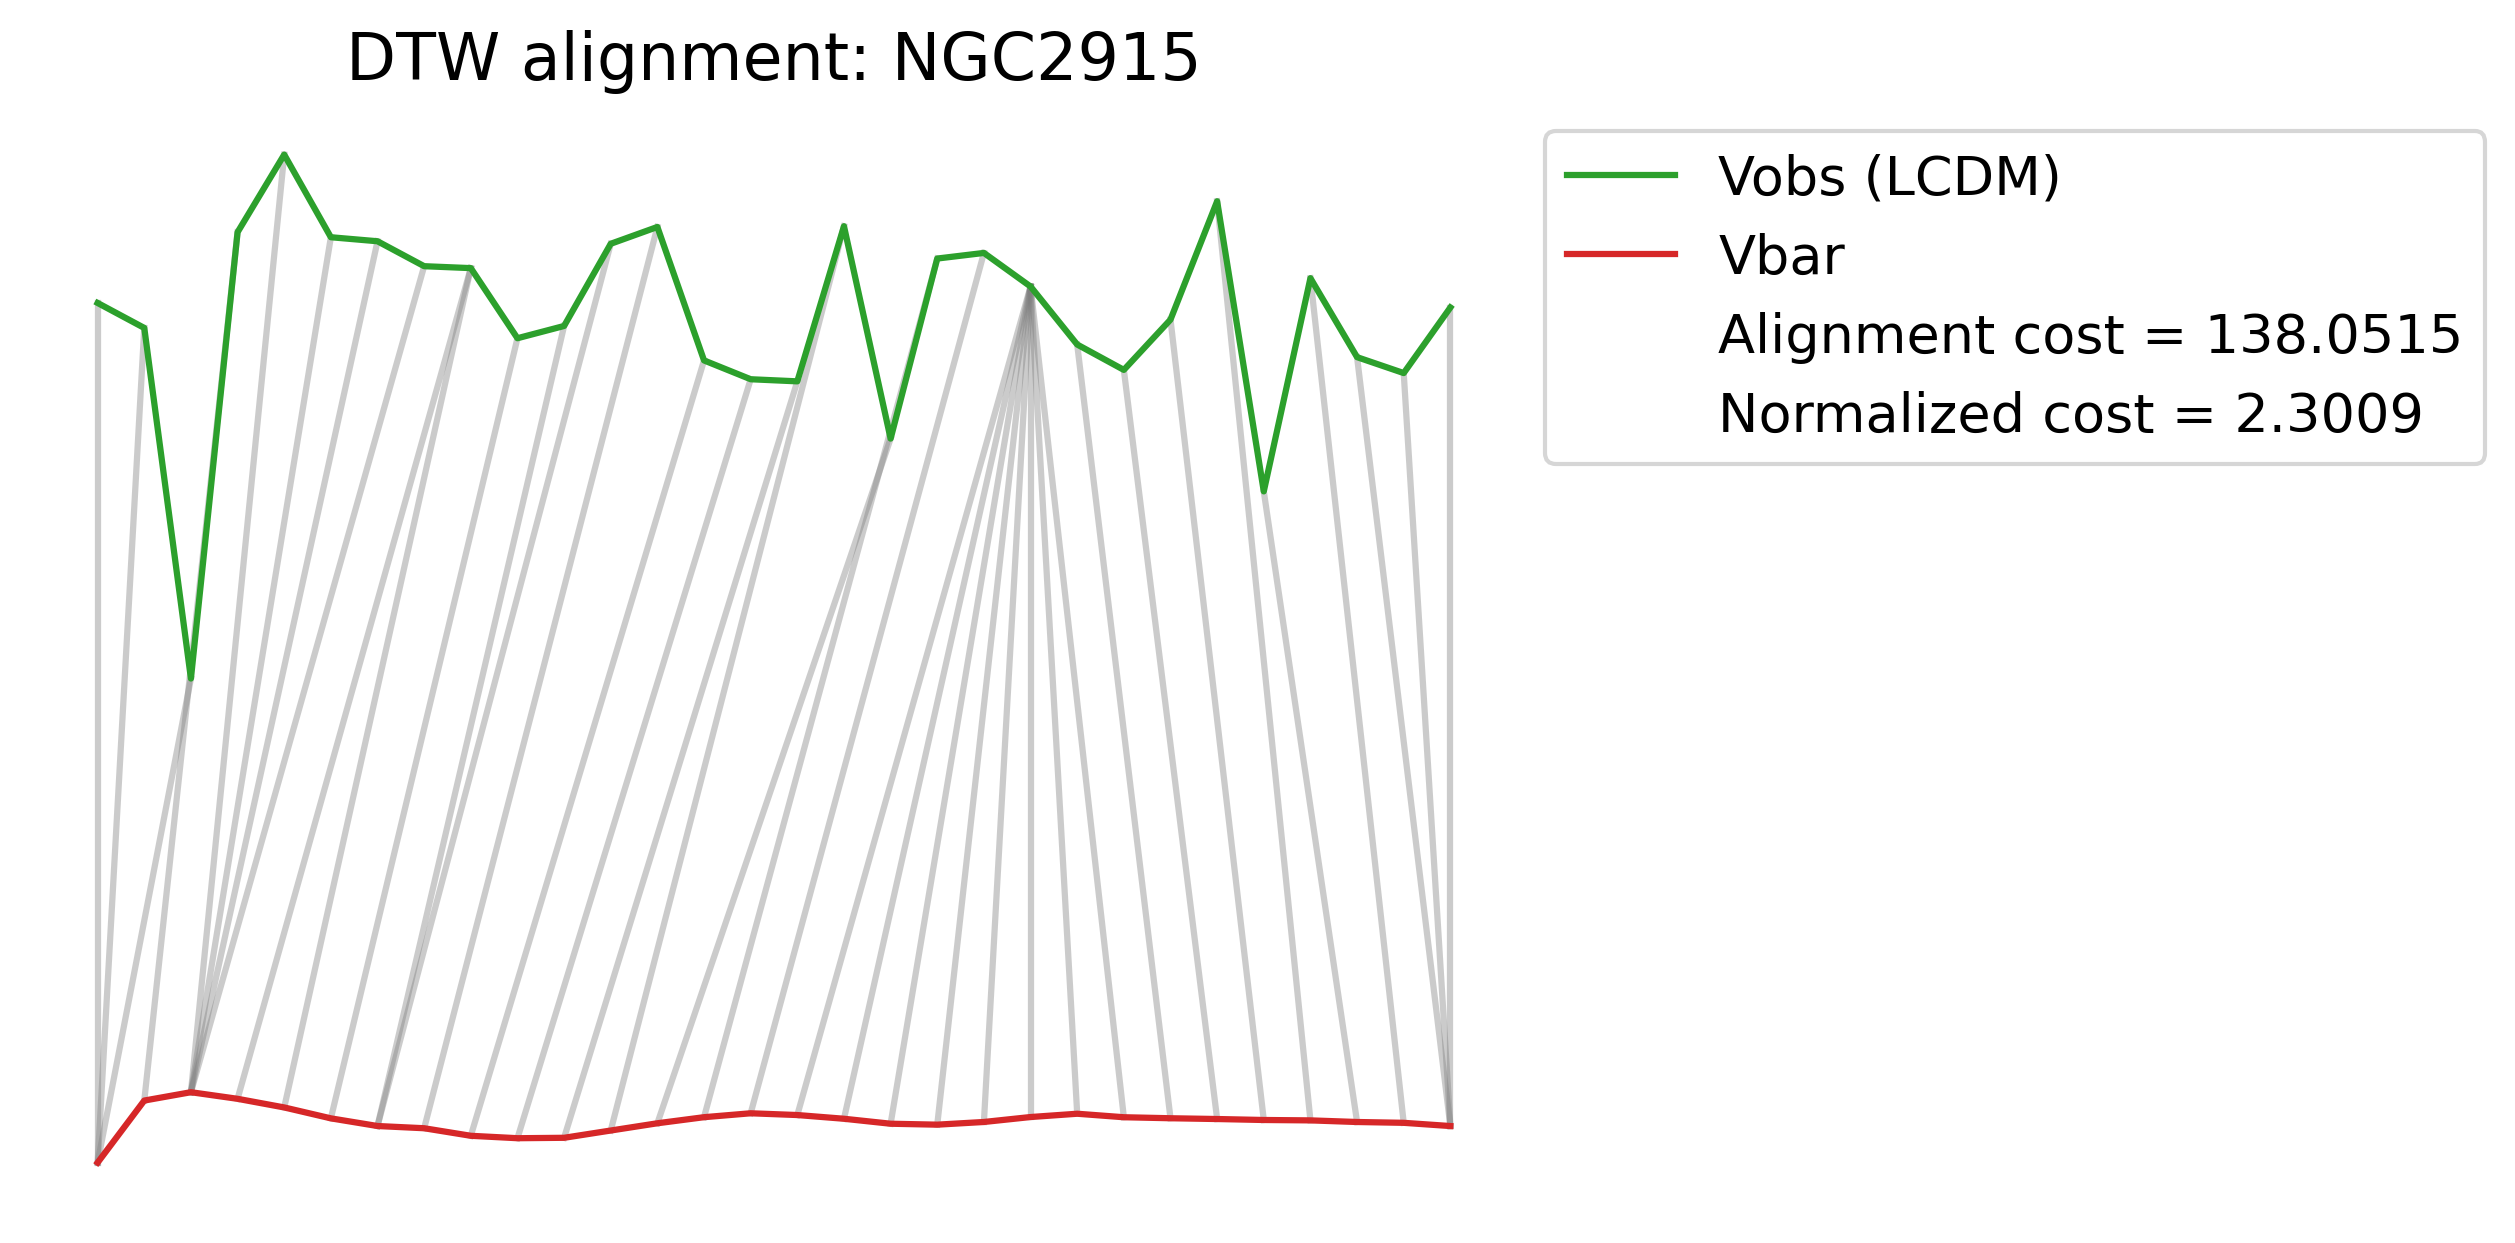 DTW alignment: NGC2915
Vobs (LCDM)
Vbar
Alignment cost = 138.0515
Normalized cost = 2.3009